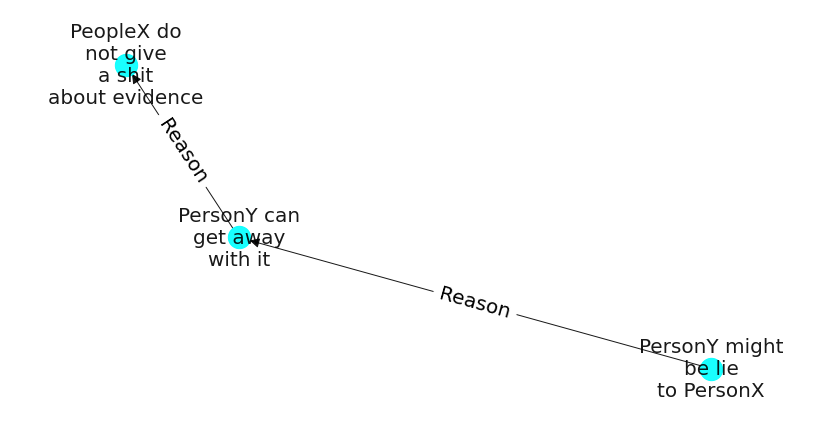 PeopleX do
not give
a shit
about evidence
Reason
PersonY can
get away
with it
Reason
PersonY might
be lie
to PersonX